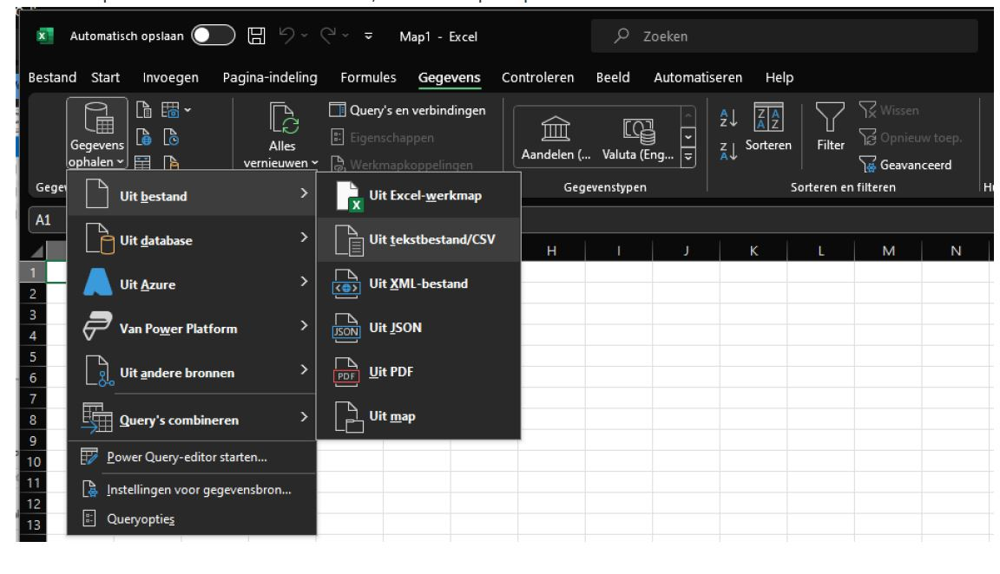 Automatisch opslaan
Map1 - Excel
Zoeken
Bestand Start Invoegen Pagina-indeling Formules Gegevens Controleren Beeld Automatiseren Help
Gegevens ophalen
Alles vernieuwen
Query's en verbindingen
Eigenschappen
Werkmapkoppelingen
Aandelen (... Valuta (Eng...
Gegevenstypen
Sorteren
Filter
Wissen
Opnieuw toep.
Geavanceerd
Sorteren en filteren
A1
Uit bestand
Uit database
Uit Azure
Van Power Platform
Uit andere bronnen
Query's combineren
Power Query-editor starten...
Instellingen voor gegevensbron...
Queryopties
Uit Excel-werkmap
Uit tekstbestand/CSV
Uit XML-bestand
JSON
Uit JSON
PDF
Uit PDF
Uit map
H I J K L M N
1
2
3
4
5
6
7
8
9
10
11
12
13